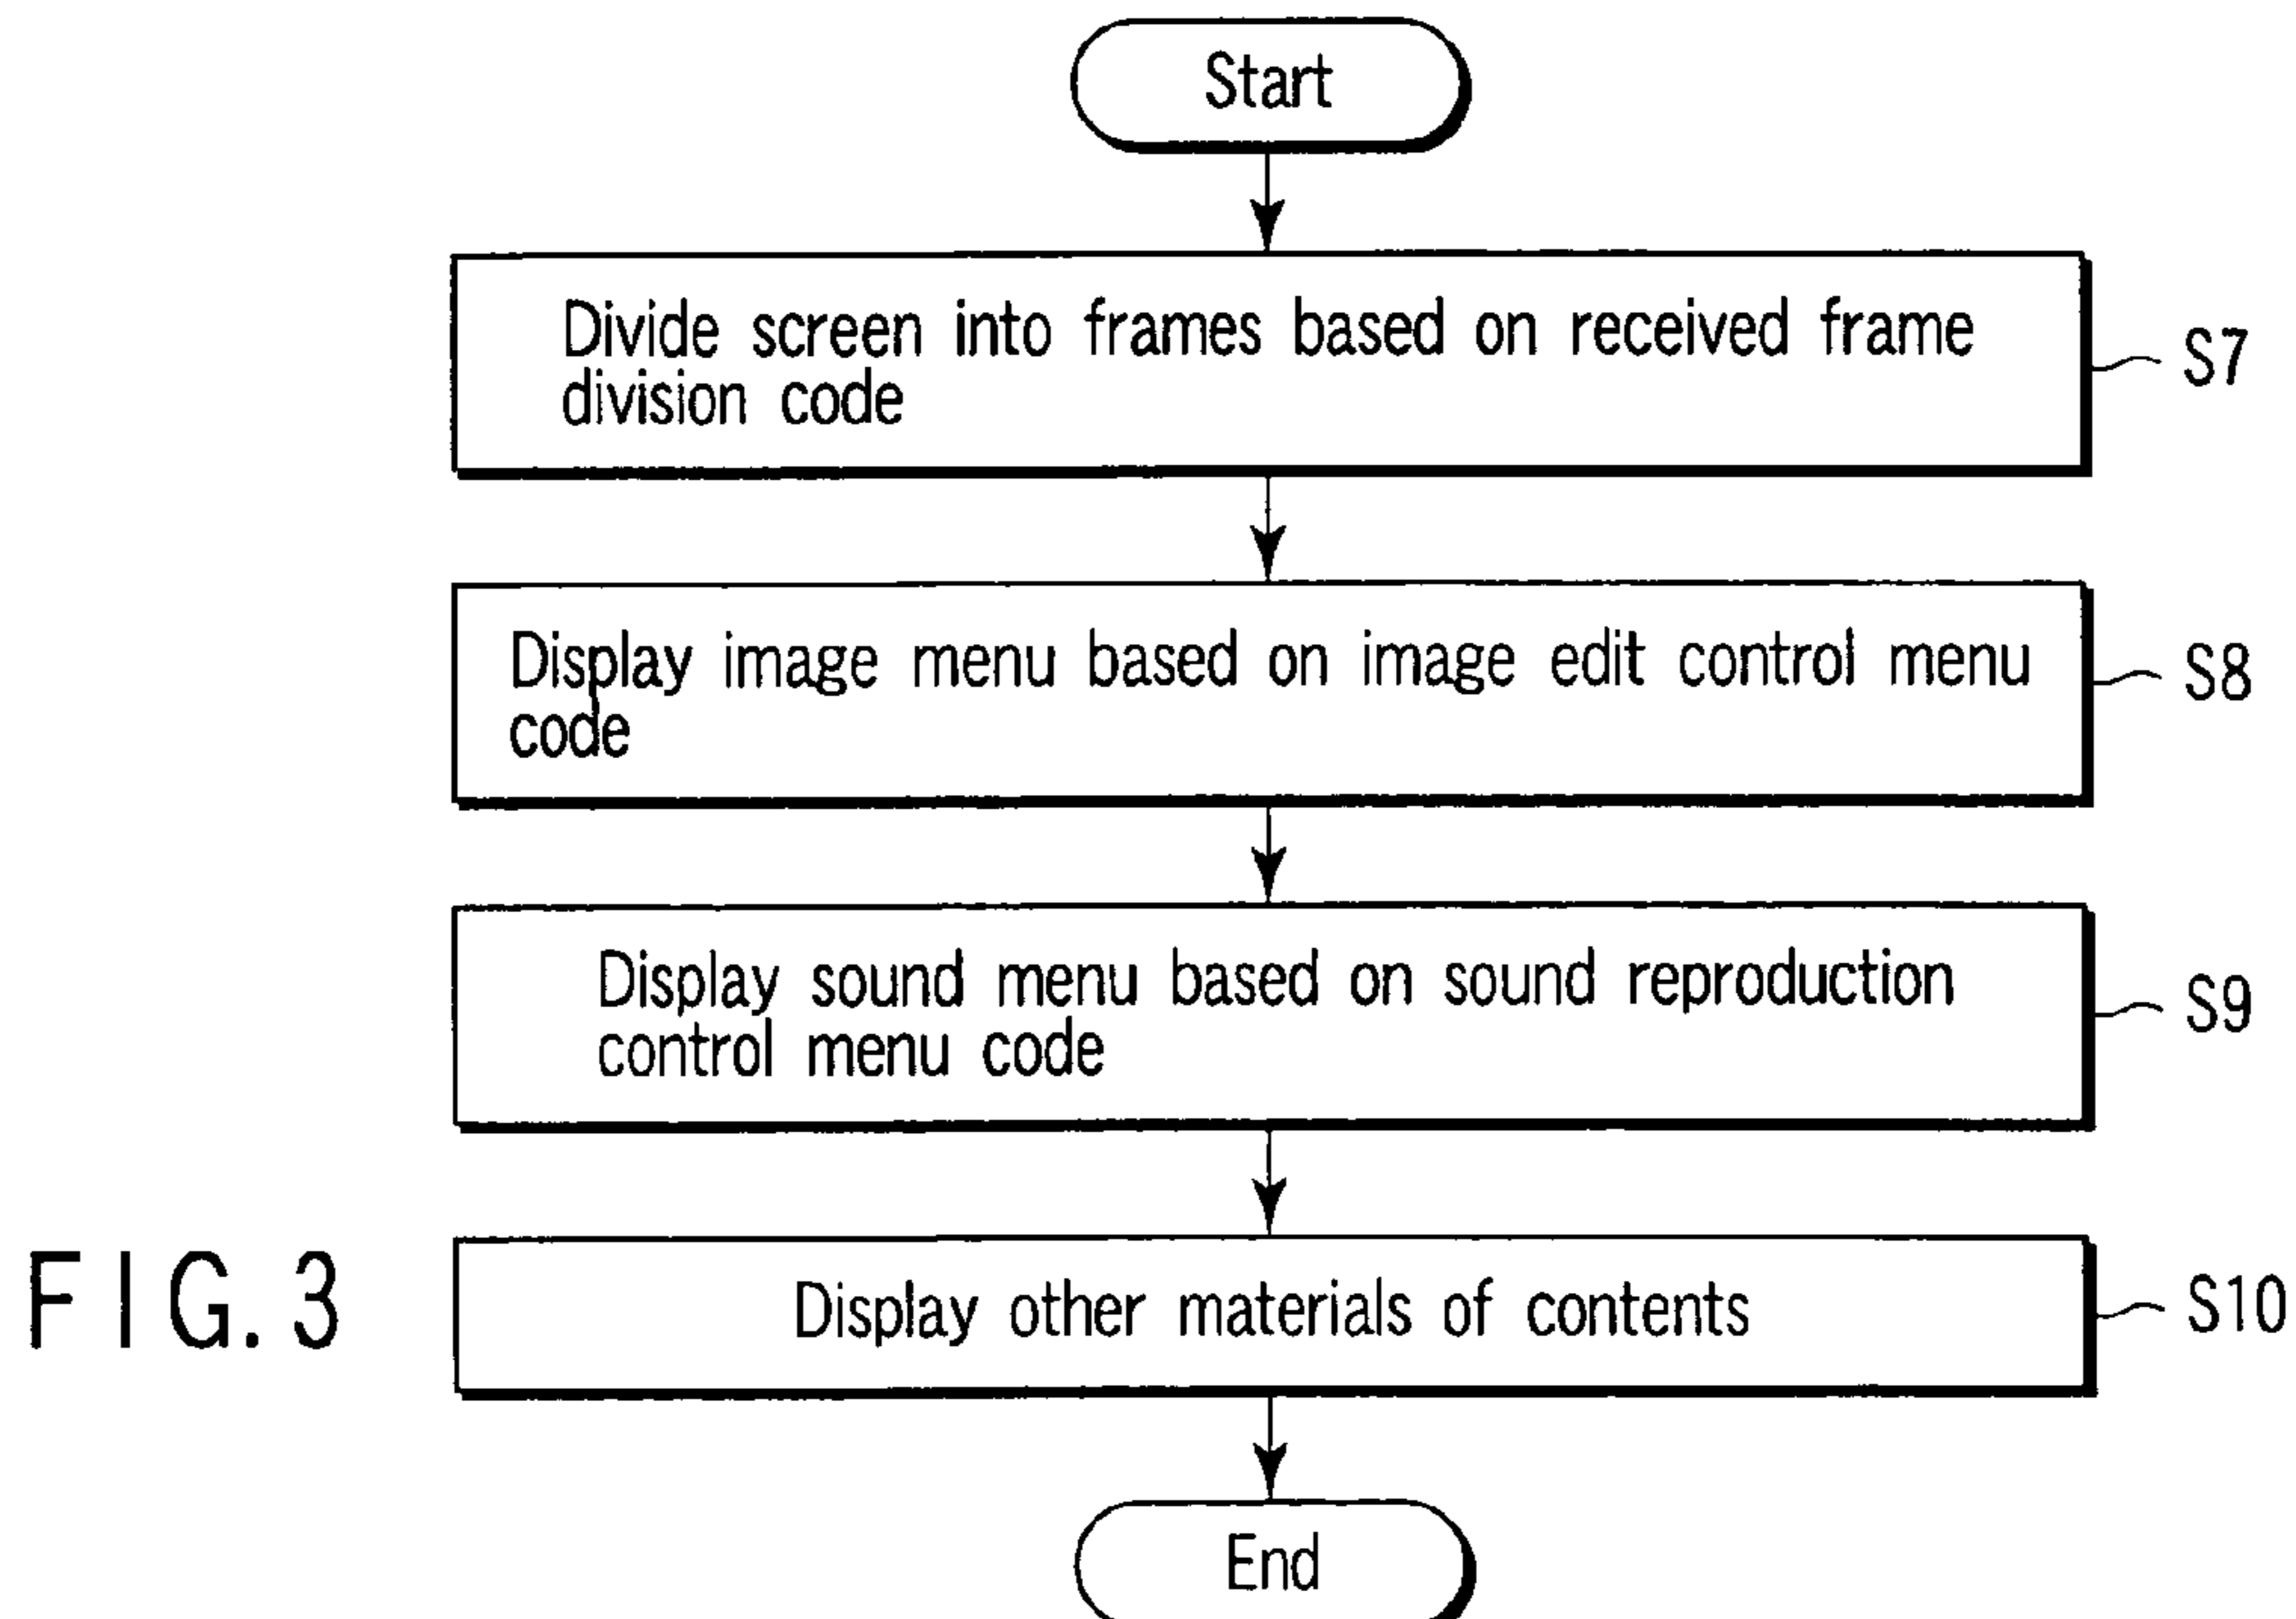 Start
Divide screen into frames based on received frame
division code
S7
Display image menu based on image edit control menu
code
S8
Display sound menu based on sound reproduction
control menu code
S9
Display other materials of contents
S10
FIG. 3
End